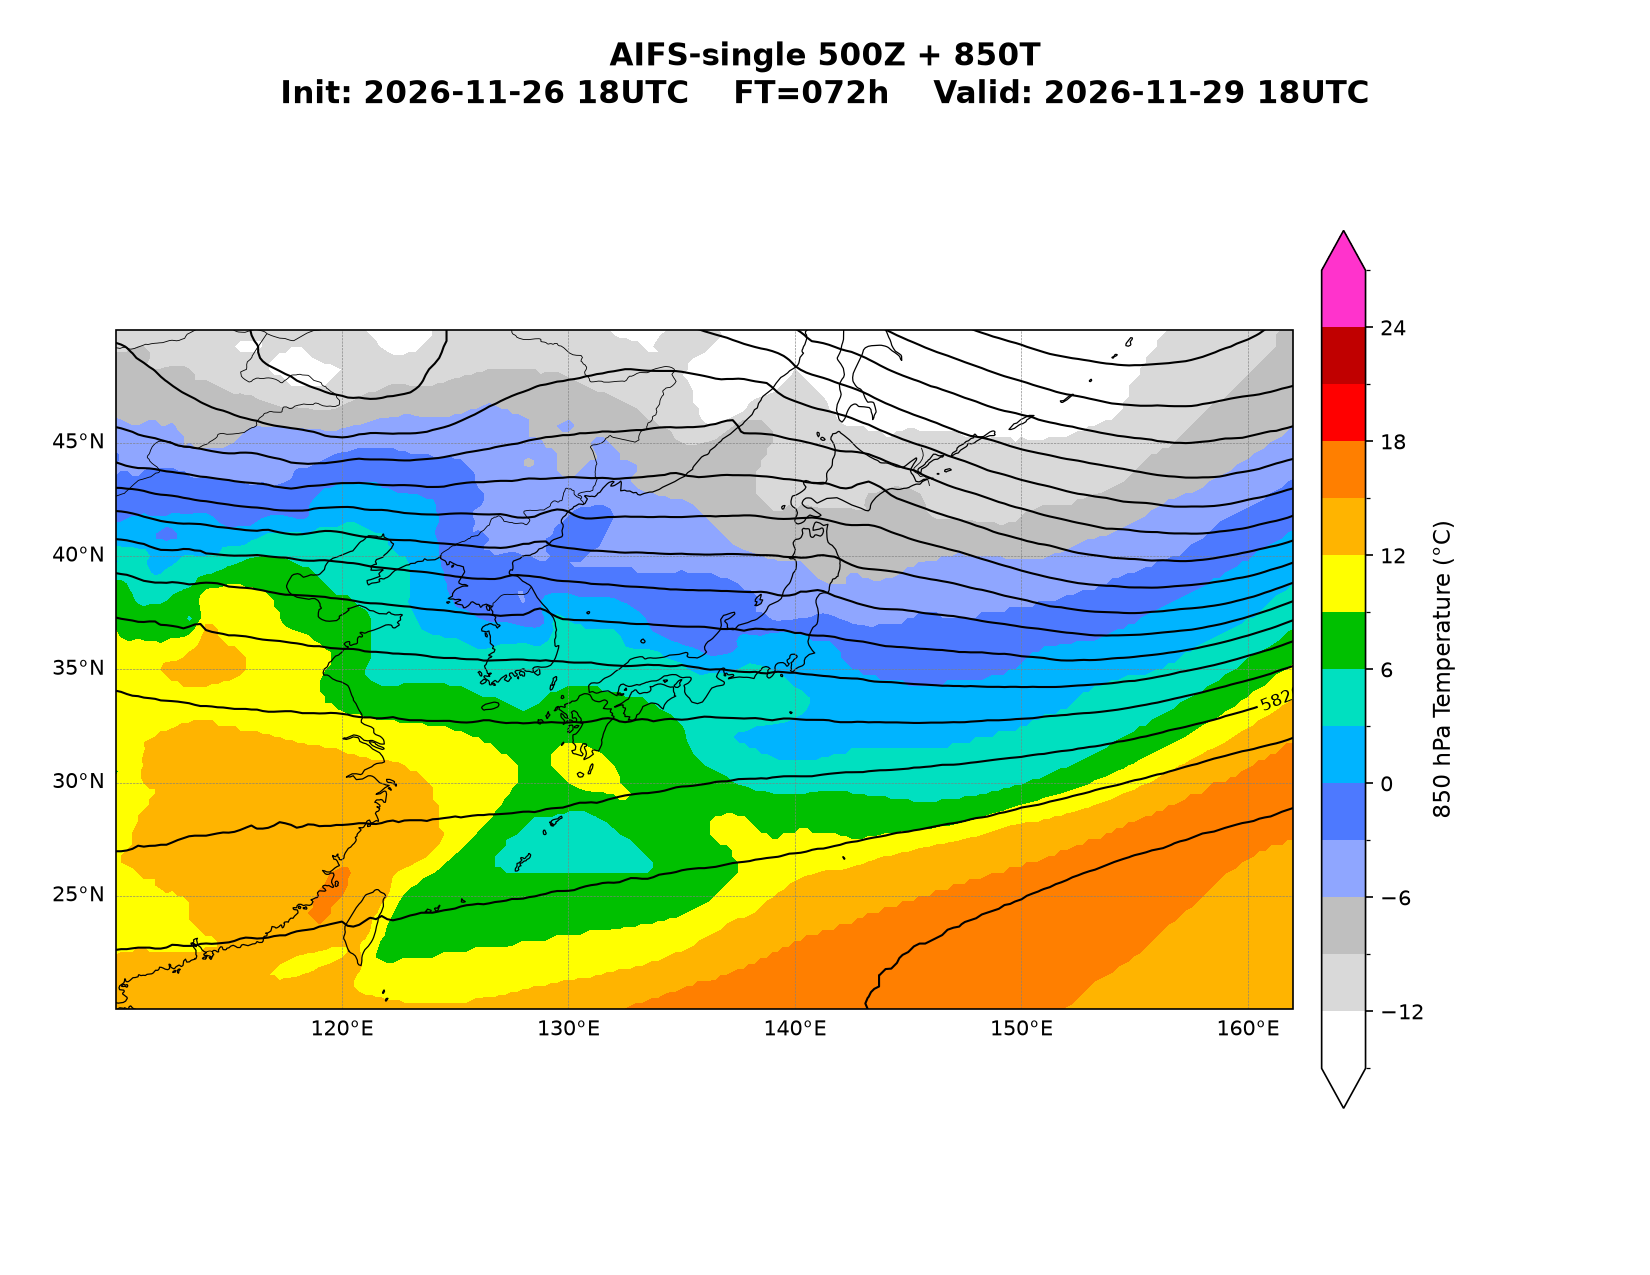 AIFS-single 500Z + 850T
Init: 2026-11-26 18UTC    FT=072h    Valid: 2026-11-29 18UTC
45°N
40°N
35°N
30°N
25°N
120°E
130°E
140°E
150°E
160°E
582
24
18
12
6
0
−6
−12
850 hPa Temperature (°C)